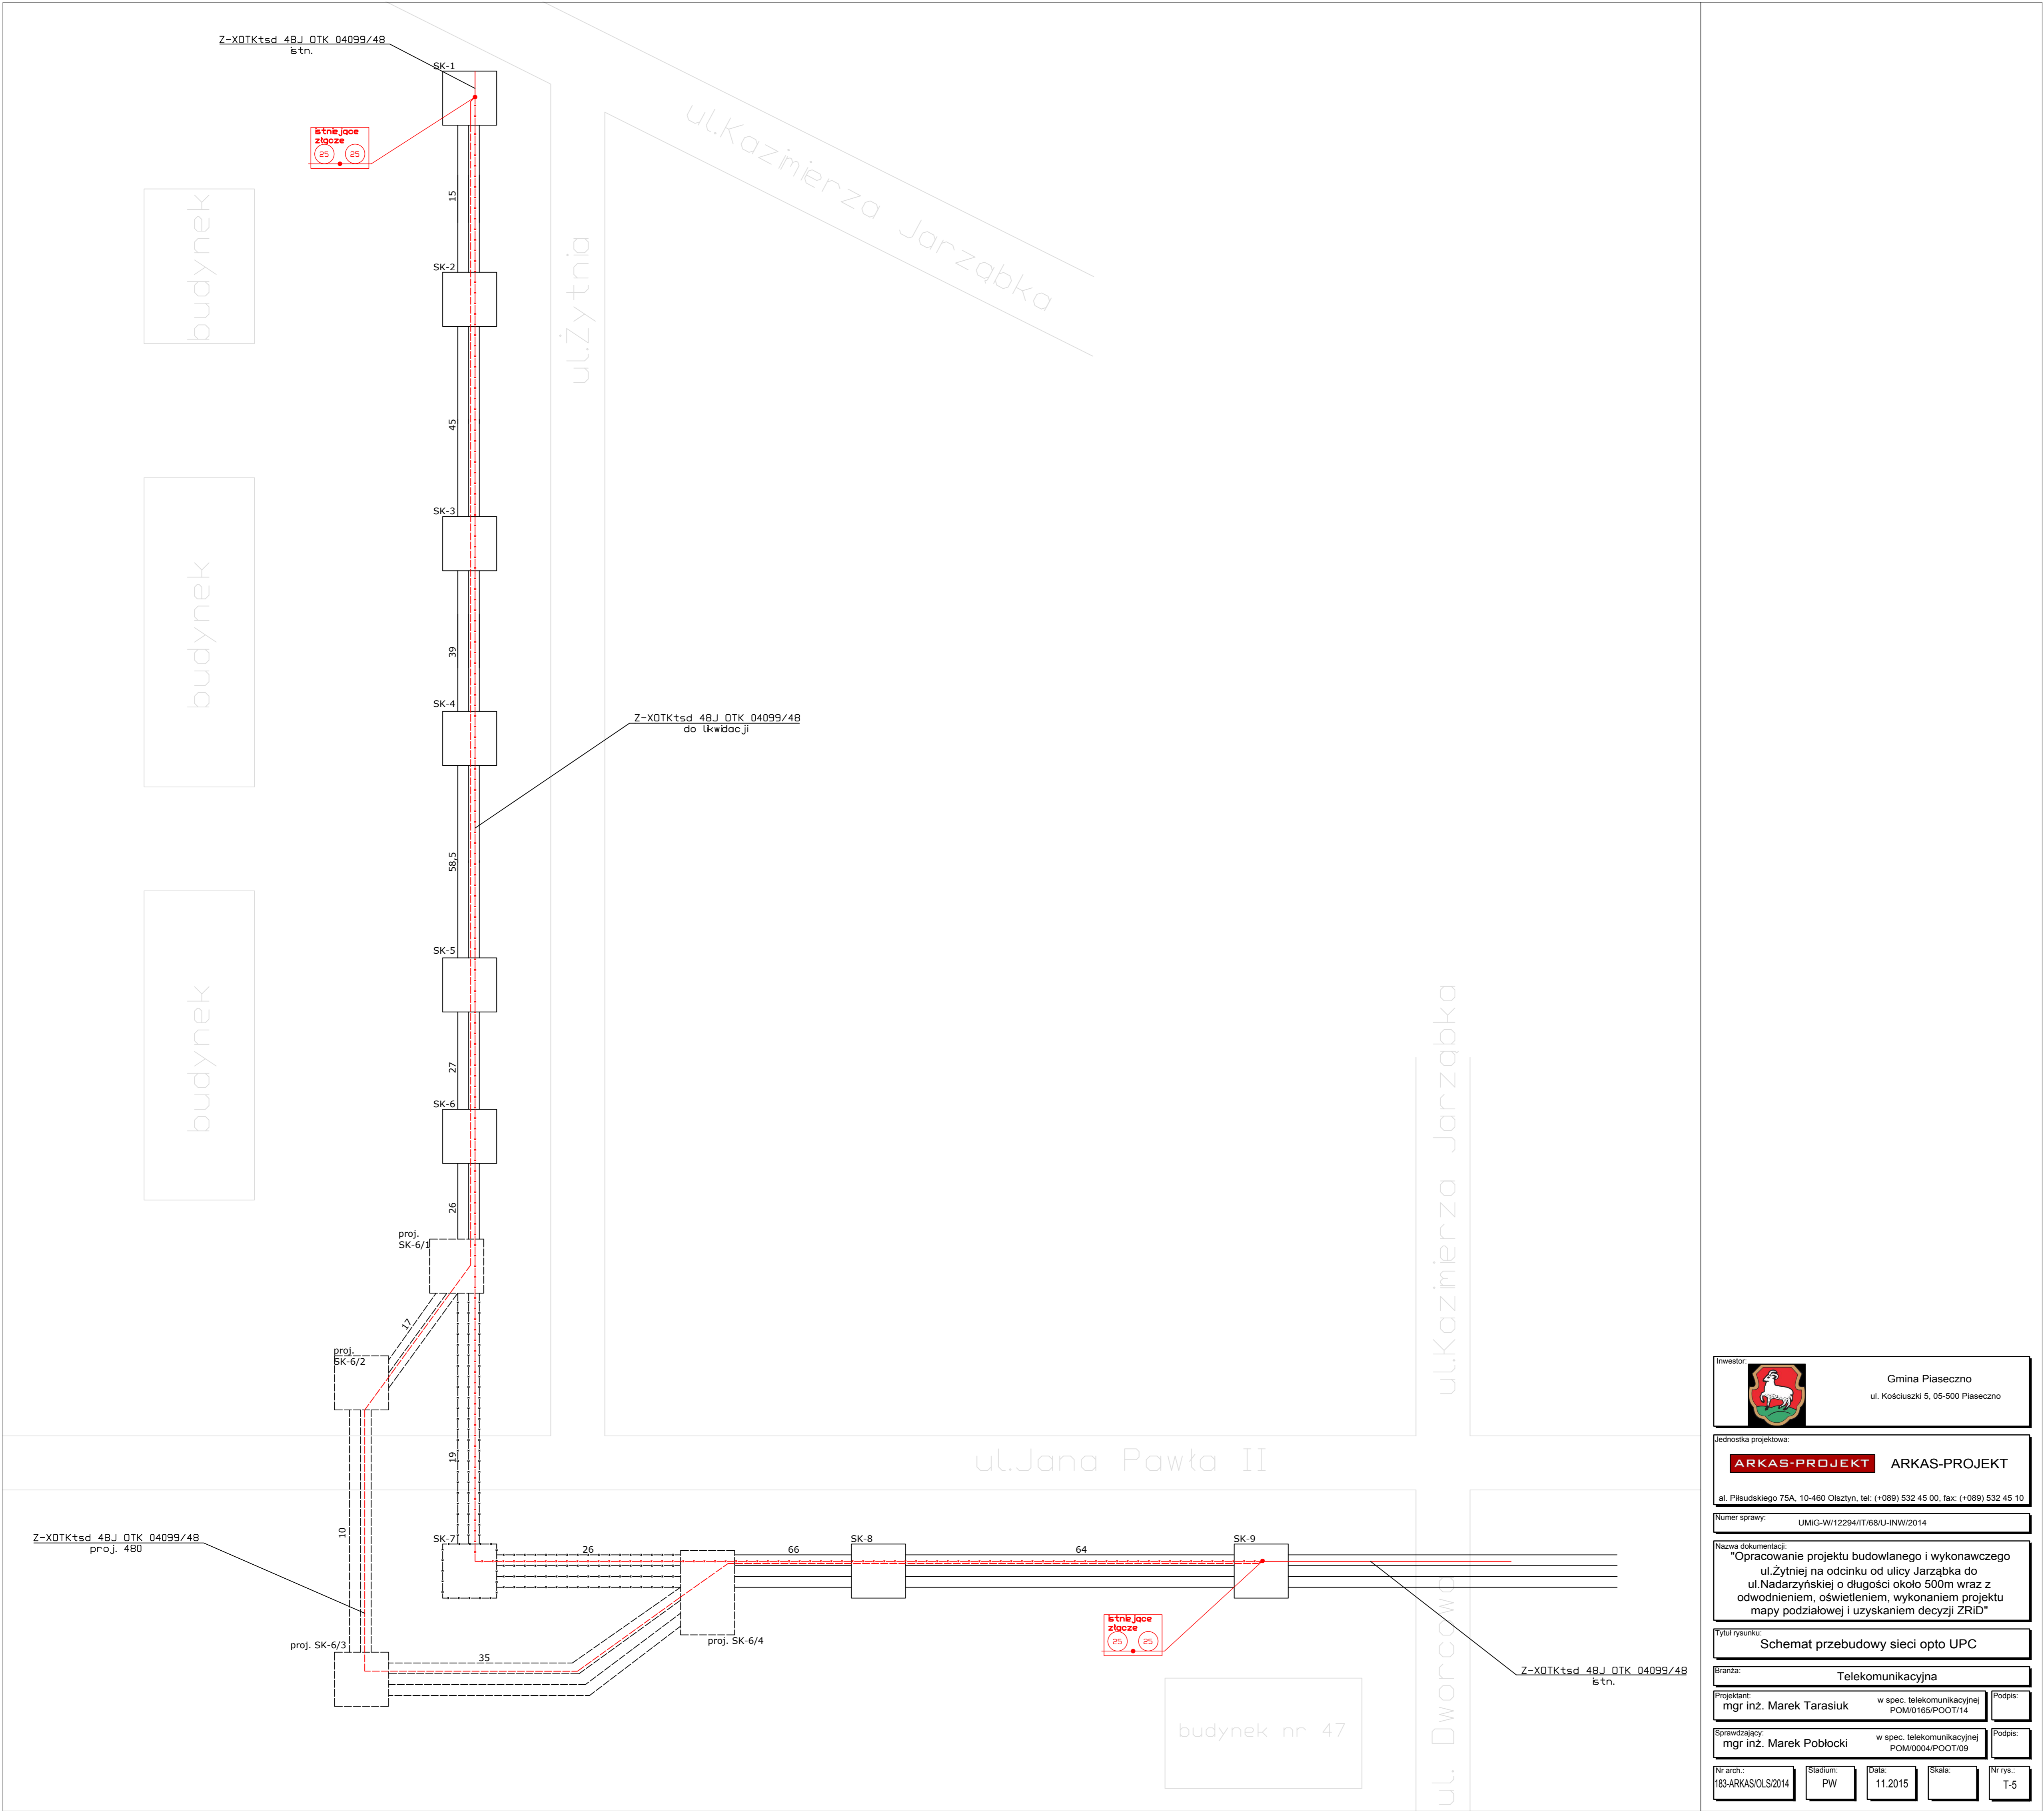 Z-XOTKtsd 48J OTK 04099/48
istn.
SK-1
istniejące
złącze
25 25
ul.Kazimierza Jarząbka
15
budynek
ul.Żytnia
SK-2
45
SK-3
budynek
39
SK-4
Z-XOTKtsd 48J OTK 04099/48
do likwidacji
58,5
SK-5
budynek
27
SK-6
ul.Kazimierza Jarząbka
26
proj.
SK-6/1
17
proj.
SK-6/2
19
ul.Jana Pawła II
10
Z-XOTKtsd 48J OTK 04099/48
proj. 480
SK-7
26
66
SK-8
64
SK-9
proj. SK-6/3
35
proj. SK-6/4
istniejące
złącze
25 25
Z-XOTKtsd 48J OTK 04099/48
istn.
budynek nr 47
ul. Dworcowa
Inwestor:
Gmina Piaseczno
ul. Kościuszki 5, 05-500 Piaseczno
Jednostka projektowa:
ARKAS-PROJEKT ARKAS-PROJEKT
al. Piłsudskiego 75A, 10-460 Olsztyn, tel: (+089) 532 45 00, fax: (+089) 532 45 10
Numer sprawy:
UMiG-W/12294/IT/68/U-INW/2014
Nazwa dokumentacji:
"Opracowanie projektu budowlanego i wykonawczego
ul.Żytniej na odcinku od ulicy Jarząbka do
ul.Nadarzyńskiej o długości około 500m wraz z
odwodnieniem, oświetleniem, wykonaniem projektu
mapy podziałowej i uzyskaniem decyzji ZRiD"
Tytuł rysunku:
Schemat przebudowy sieci opto UPC
Branża:
Telekomunikacyjna
Projektant:
mgr inż. Marek Tarasiuk
w spec. telekomunikacyjnej
POM/0165/POOT/14
Podpis:
Sprawdzający:
mgr inż. Marek Pobłocki
w spec. telekomunikacyjnej
POM/0004/POOT/09
Podpis:
Nr arch.:
183-ARKAS/OLS/2014
Stadium:
PW
Data:
11.2015
Skala:
Nr rys.:
T-5